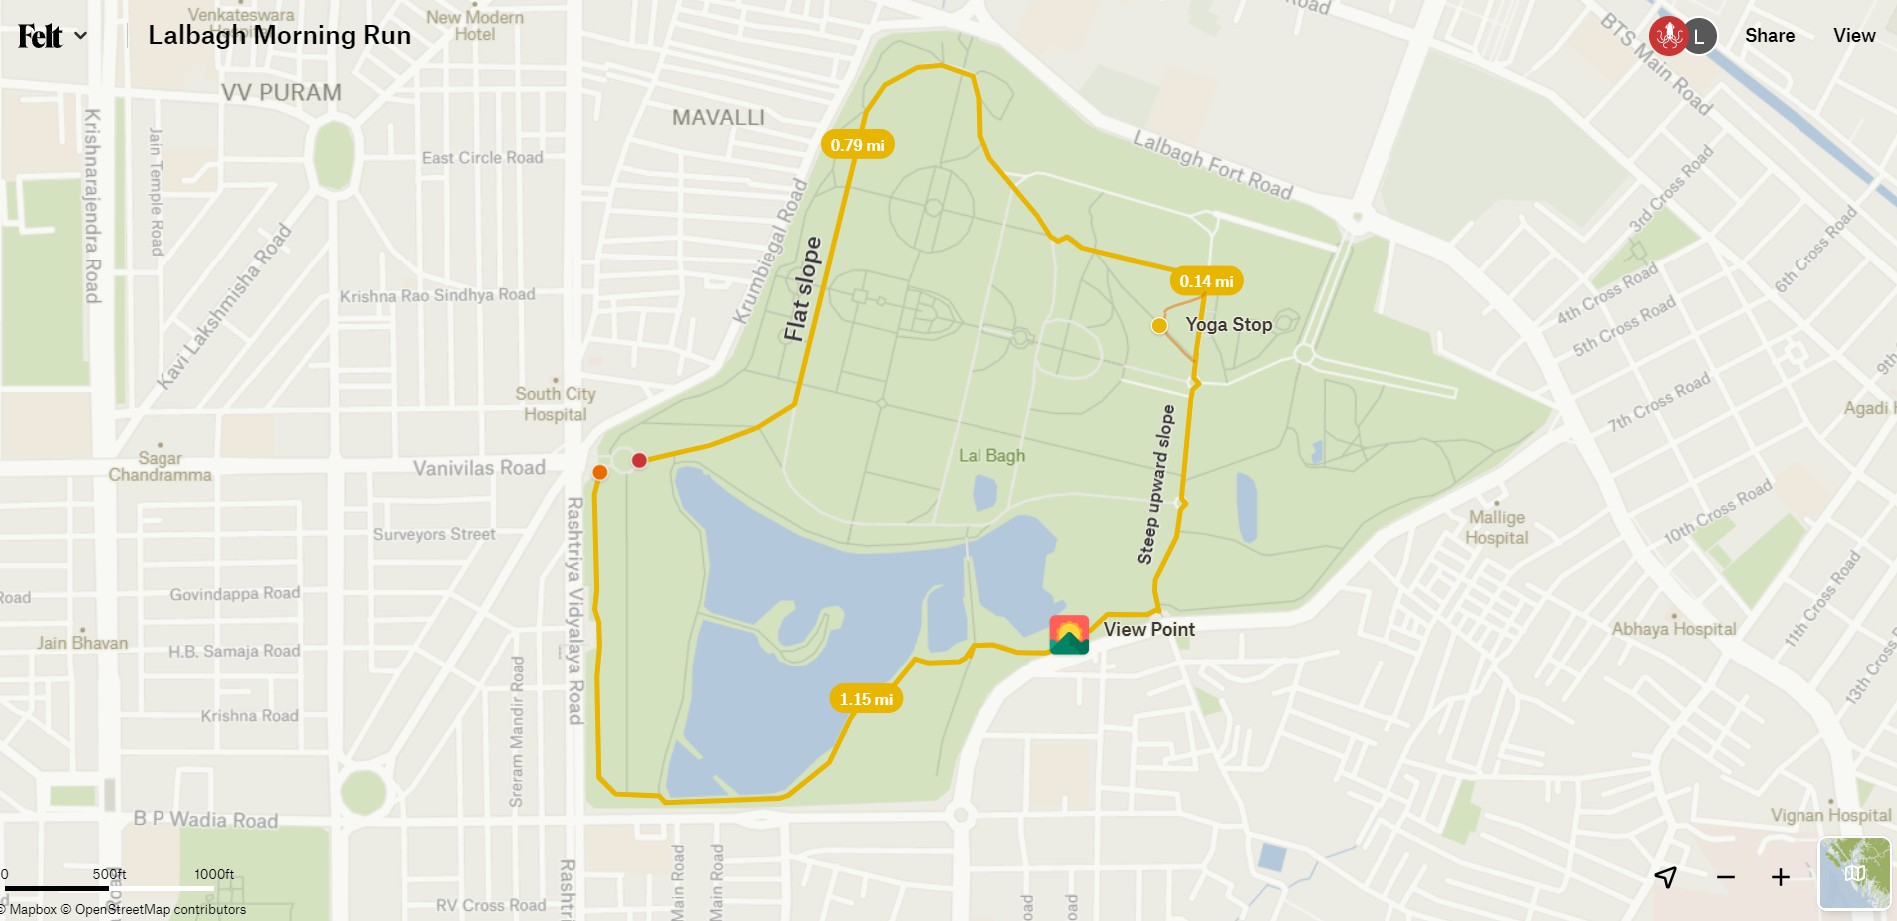 Felt
Lalbagh Morning Run
L
Share
View
Venkateswara
Hospital
New Modern
Hotel
Road
BTS Main Road
VV PURAM
MAVALLI
Krishnarajendra Road
Jain Temple Road
East Circle Road
0.79 mi
Lalbagh Fort Road
3rd Cross Road
6th Cross Road
Kavi Lakshmisha Road
Krumbiegal Road
Flat slope
0.14 mi
Krishna Rao Sindhya Road
4th Cross Road
5th Cross Road
Yoga Stop
9th
South City
Hospital
7th Cross Road
Agadi
Steep upward slope
Sagar
Chandramma
Vanivilas Road
Lal Bagh
Rashtriya Vidyalaya Road
Surveyors Street
Mallige
Hospital
10th Cross Road
Road
Govindappa Road
11th Cross Road
Jain Bhavan
H.B. Samaja Road
View Point
Abhaya Hospital
13th Cross Road
Sreram Mandir Road
1.15 mi
Krishna Road
B P Wadia Road
Vignan Hospital
0
500ft
1000ft
Rashtri
Main Road
Main Road
Road
Road
RV Cross Road
© Mapbox © OpenStreetMap contributors